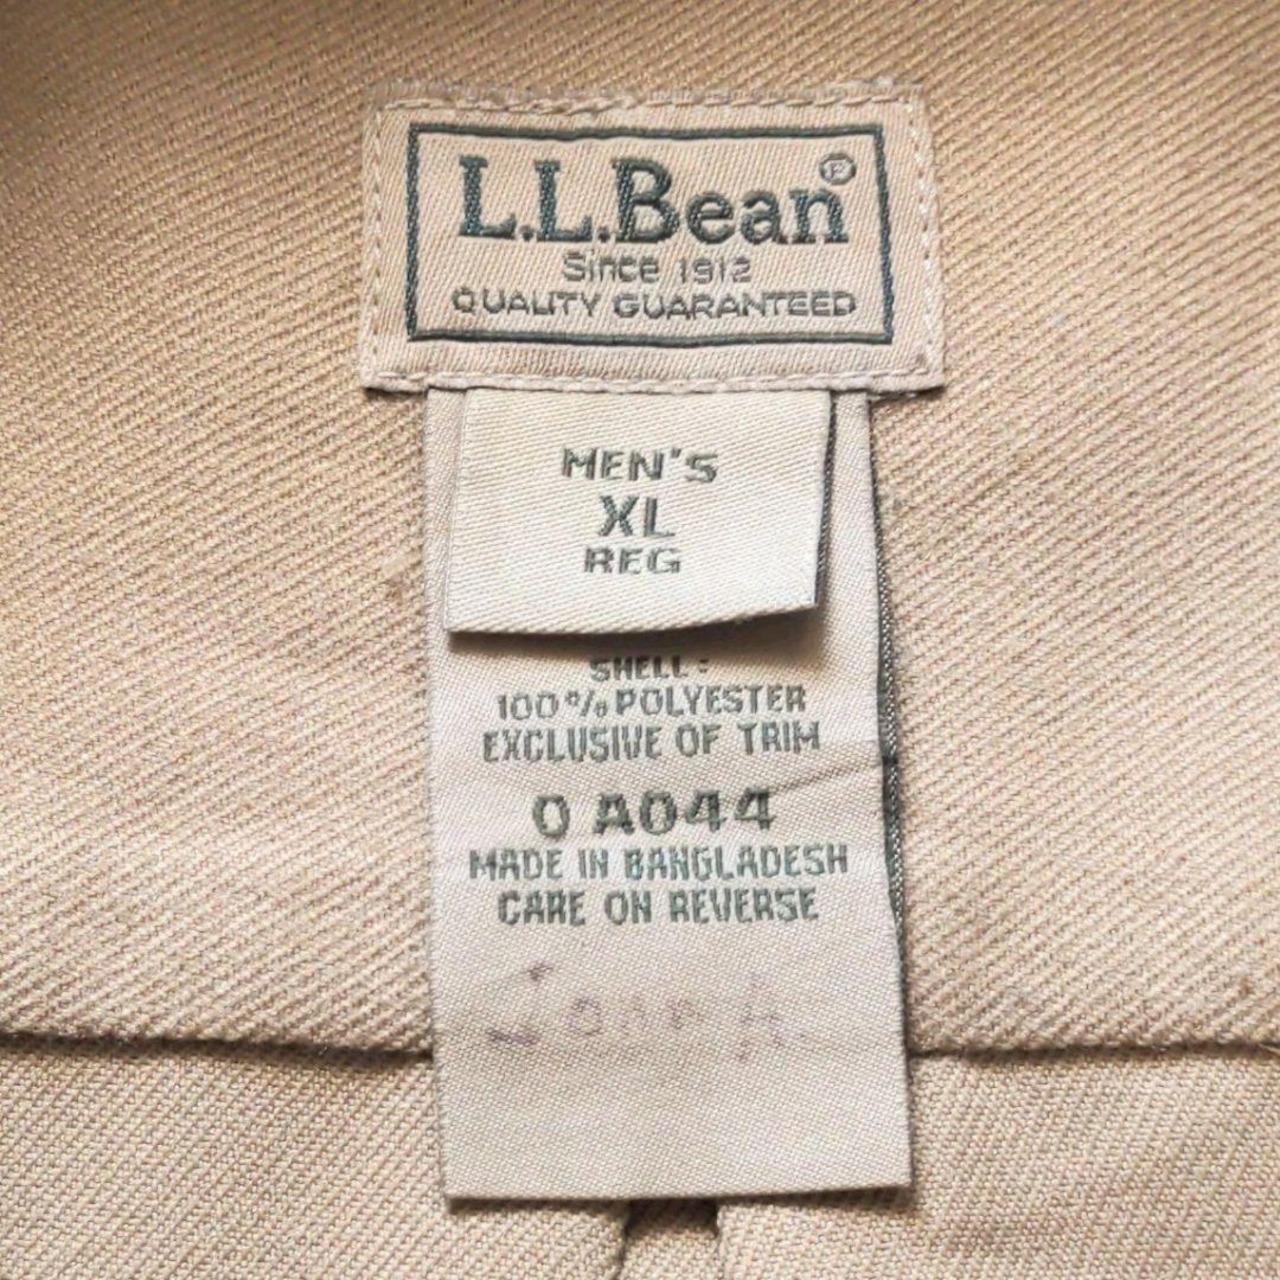 L.L.Bean®
Since 1912
QUALITY GUARANTEED
MEN'S
XL
REG
SHELL:
100% POLYESTER
EXCLUSIVE OF TRIM
0 A044
MADE IN BANGLADESH
CARE ON REVERSE